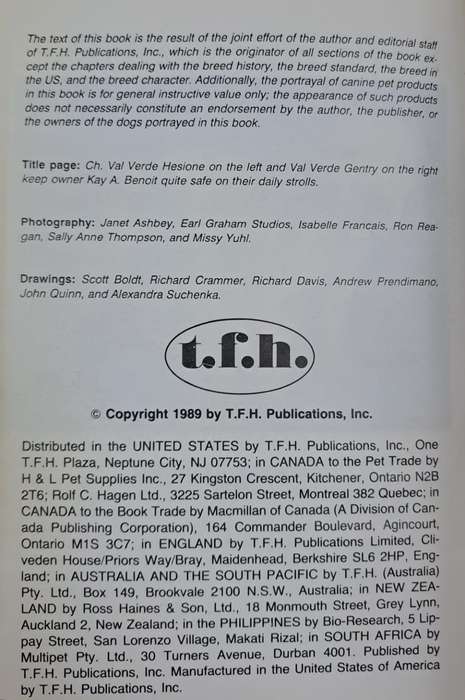 The text of this book is the result of the joint effort of the author and editorial staff
of T.F.H. Publications, Inc., which is the originator of all sections of the book ex-
cept the chapters dealing with the breed history, the breed standard, the breed in
the US, and the breed character. Additionally, the portrayal of canine pet products
in this book is for general instructive value only; the appearance of such products
does not necessarily constitute an endorsement by the author, the publisher, or
the owners of the dogs portrayed in this book.
Title page: Ch. Val Verde Hesione on the left and Val Verde Gentry on the right
keep owner Kay A. Benoit quite safe on their daily strolls.
Photography: Janet Ashbey, Earl Graham Studios, Isabelle Francais, Ron Rea-
gan, Sally Anne Thompson, and Missy Yuhl.
Drawings: Scott Boldt, Richard Crammer, Richard Davis, Andrew Prendimano,
John Quinn, and Alexandra Suchenka.
t.f.h.
© Copyright 1989 by T.F.H. Publications, Inc.
Distributed in the UNITED STATES by T.F.H. Publications, Inc., One
T.F.H. Plaza, Neptune City, NJ 07753; in CANADA to the Pet Trade by
H & L Pet Supplies Inc., 27 Kingston Crescent, Kitchener, Ontario N2B
2T6; Rolf C. Hagen Ltd., 3225 Sartelon Street, Montreal 382 Quebec; in
CANADA to the Book Trade by Macmillan of Canada (A Division of Can-
ada Publishing Corporation), 164 Commander Boulevard, Agincourt,
Ontario M1S 3C7; in ENGLAND by T.F.H. Publications Limited, Cli-
veden House/Priors Way/Bray, Maidenhead, Berkshire SL6 2HP, Eng-
land; in AUSTRALIA AND THE SOUTH PACIFIC by T.F.H. (Australia)
Pty. Ltd., Box 149, Brookvale 2100 N.S.W., Australia; in NEW ZEA-
LAND by Ross Haines & Son, Ltd., 18 Monmouth Street, Grey Lynn,
Auckland 2, New Zealand; in the PHILIPPINES by Bio-Research, 5 Lip-
pay Street, San Lorenzo Village, Makati Rizal; in SOUTH AFRICA by
Multipet Pty. Ltd., 30 Turners Avenue, Durban 4001. Published by
T.F.H. Publications, Inc. Manufactured in the United States of America
by T.F.H. Publications, Inc.